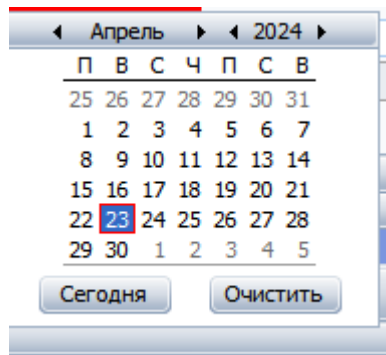 Апрель 2024
П В С Ч П С В
25 26 27 28 29 30 31
1 2 3 4 5 6 7
8 9 10 11 12 13 14
15 16 17 18 19 20 21
22 23 24 25 26 27 28
29 30 1 2 3 4 5
Сегодня Очистить